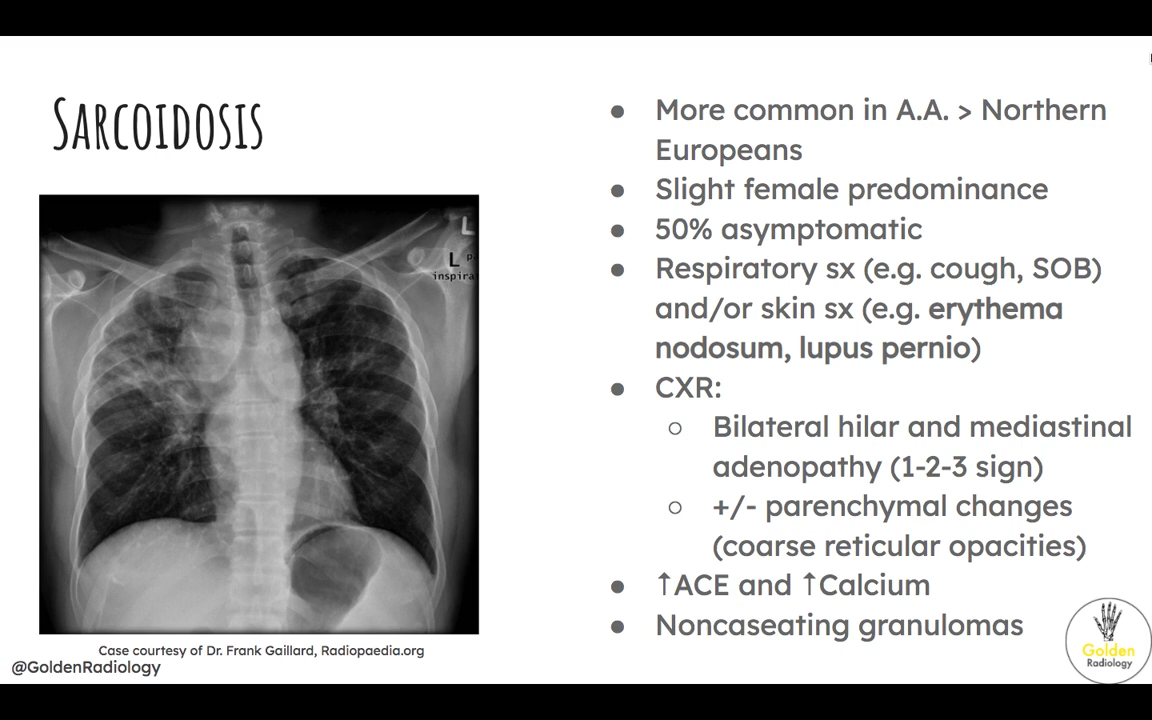 Sarcoidosis
L
L p
inspira
Case courtesy of Dr. Frank Gaillard, Radiopaedia.org
@GoldenRadiology
● More common in A.A. > Northern
Europeans
● Slight female predominance
● 50% asymptomatic
● Respiratory sx (e.g. cough, SOB)
and/or skin sx (e.g. erythema
nodosum, lupus pernio)
● CXR:
○ Bilateral hilar and mediastinal
adenopathy (1-2-3 sign)
○ +/- parenchymal changes
(coarse reticular opacities)
● ↑ACE and ↑Calcium
● Noncaseating granulomas
Golden
Radiology